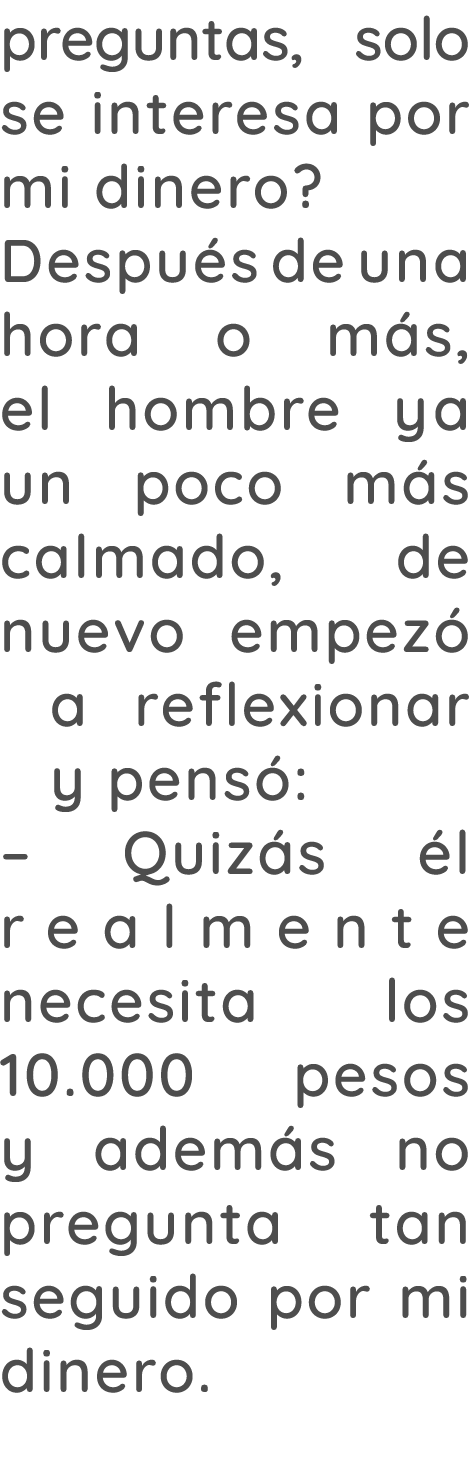 preguntas, solo
se interesa por
mi dinero?
Después de una
hora o más,
el hombre ya
un poco más
calmado, de
nuevo empezó
a reflexionar
y pensó:
– Quizás él
realmente
necesita los
10.000 pesos
y además no
pregunta tan
seguido por mi
dinero.